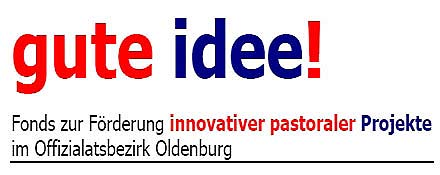 gute idee!
Fonds zur Förderung innovativer pastoraler Projekte
im Offizialatsbezirk Oldenburg